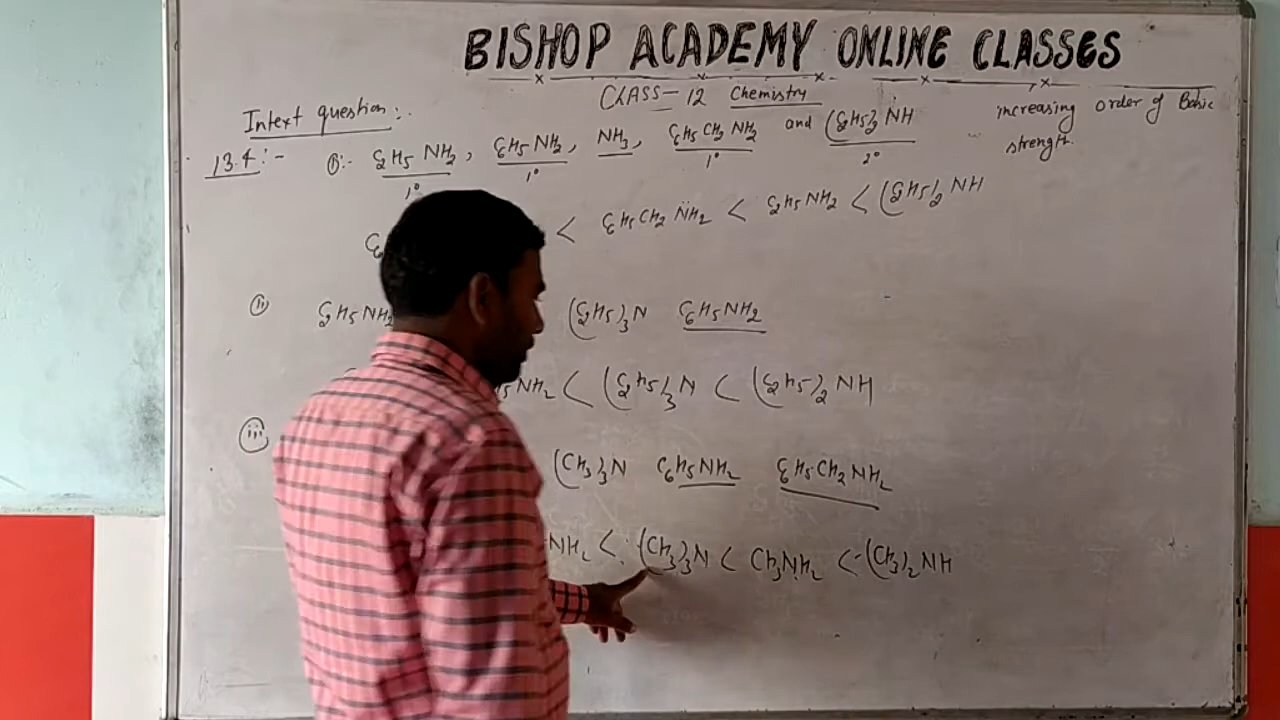 BISHOP ACADEMY ONLINE CLASSES
CLASS-12 Chemistry
Intext question:-
increasing order of Basic strength.
13.4:- (i):- C2H5NH2, C6H5NH2, NH3, C6H5CH2NH2 and (C2H5)2NH
1° 1° 1° 2°
< C6H5CH2NH2 < C2H5NH2 < (C2H5)2NH
(ii) C2H5NH2 (C2H5)3N C6H5NH2
NH2 < (C2H5)3N < (C2H5)2NH
(iii) (CH3)3N C6H5NH2 C6H5CH2NH2
NH2 < (CH3)3N < CH3NH2 < (CH3)2NH